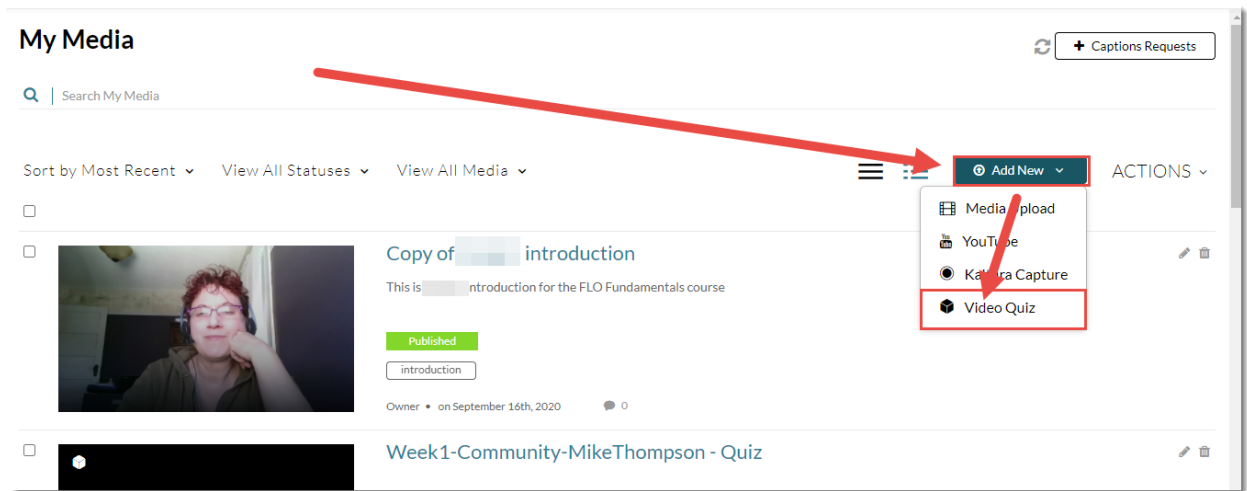 My Media
+ Captions Requests
Search My Media
Sort by Most Recent
View All Statuses
View All Media
Add New
ACTIONS
Media Upload
YouTube
Kaltura Capture
Video Quiz
Copy of introduction
This is ntroduction for the FLO Fundamentals course
Published
introduction
Owner • on September 16th, 2020 0
Week1-Community-MikeThompson - Quiz